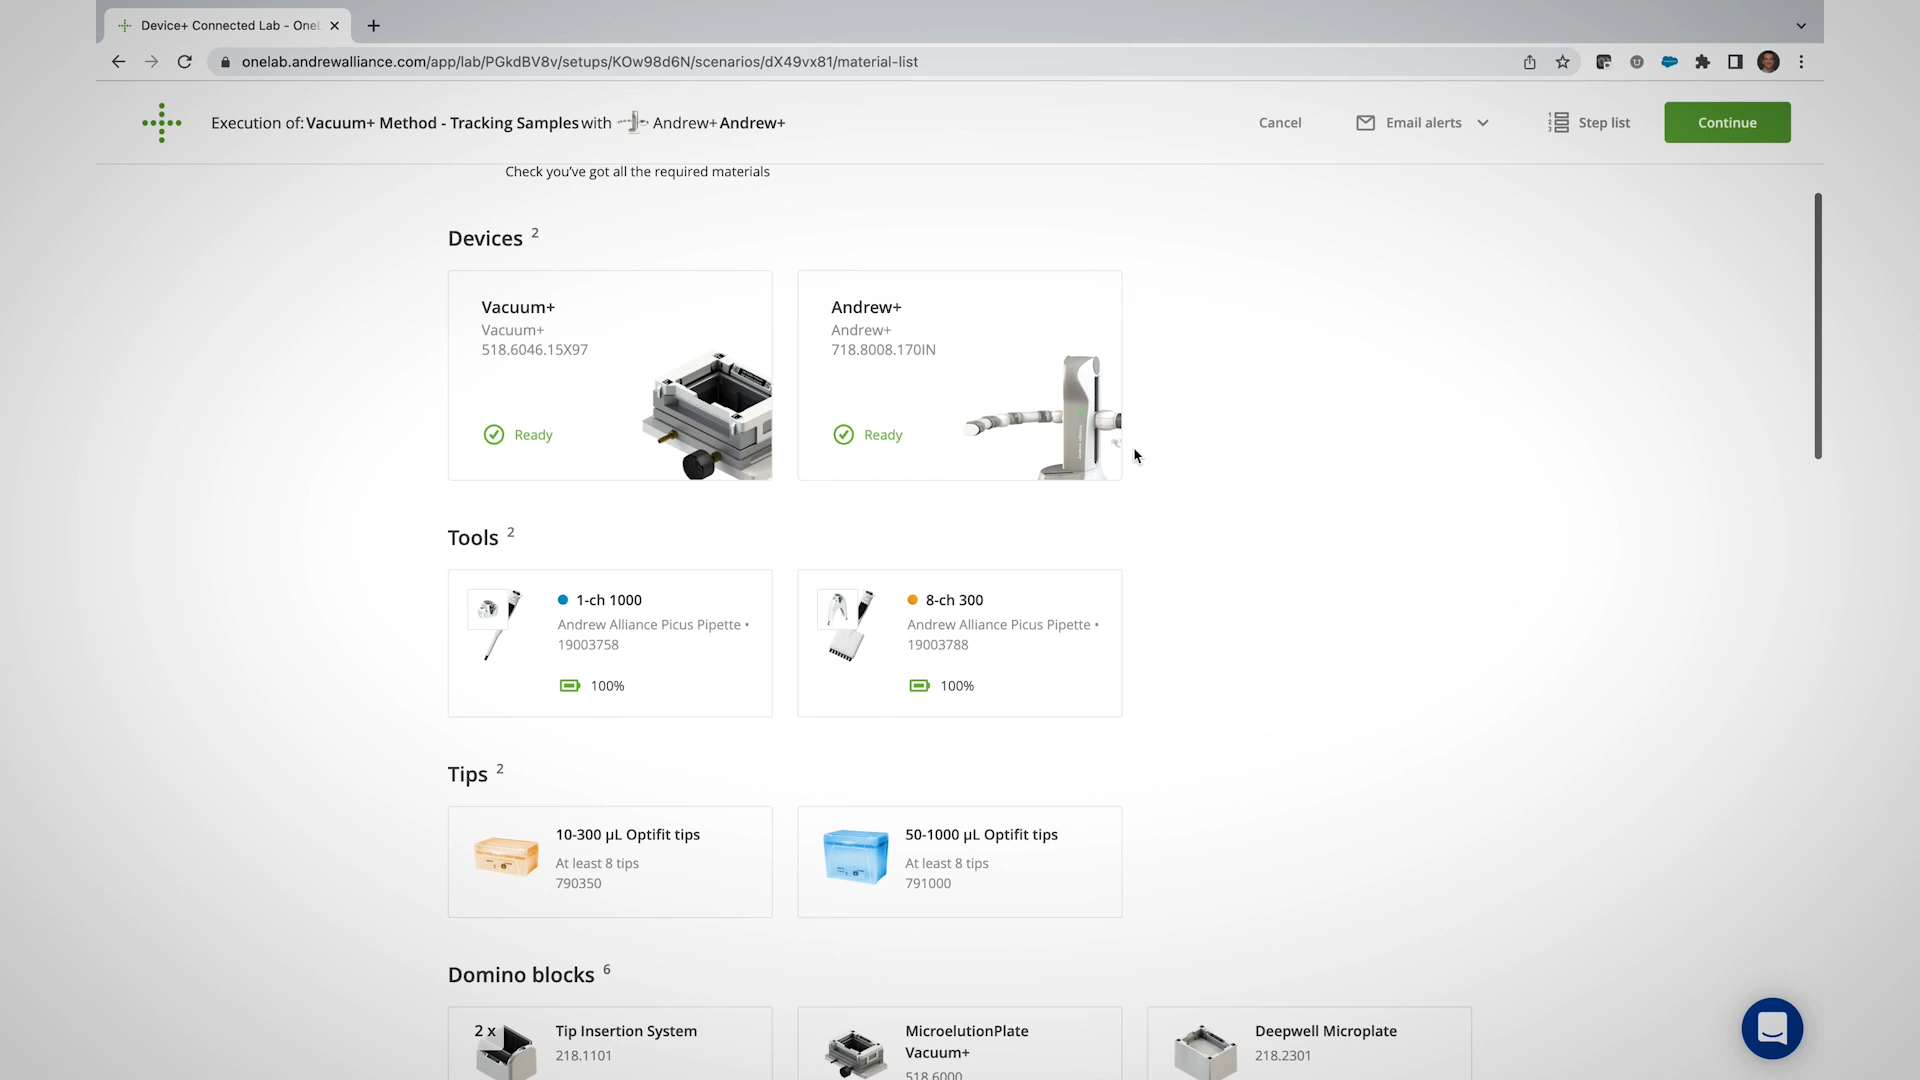 Device+ Connected Lab - One
onelab.andrewalliance.com/app/lab/PGkdBV8v/setups/KOw98d6N/scenarios/dX49vx81/material-list
Execution of: Vacuum+ Method - Tracking Samples with Andrew+ Andrew+
Cancel
Email alerts
Step list
Continue
Check you've got all the required materials
Devices 2
Vacuum+
Vacuum+
518.6046.15X97
Ready
Andrew+
Andrew+
718.8008.170IN
Ready
Tools 2
1-ch 1000
Andrew Alliance Picus Pipette •
19003758
100%
8-ch 300
Andrew Alliance Picus Pipette •
19003788
100%
Tips 2
10-300 µL Optifit tips
At least 8 tips
790350
50-1000 µL Optifit tips
At least 8 tips
791000
Domino blocks 6
2 x
Tip Insertion System
218.1101
MicroelutionPlate
Vacuum+
518.6000
Deepwell Microplate
218.2301